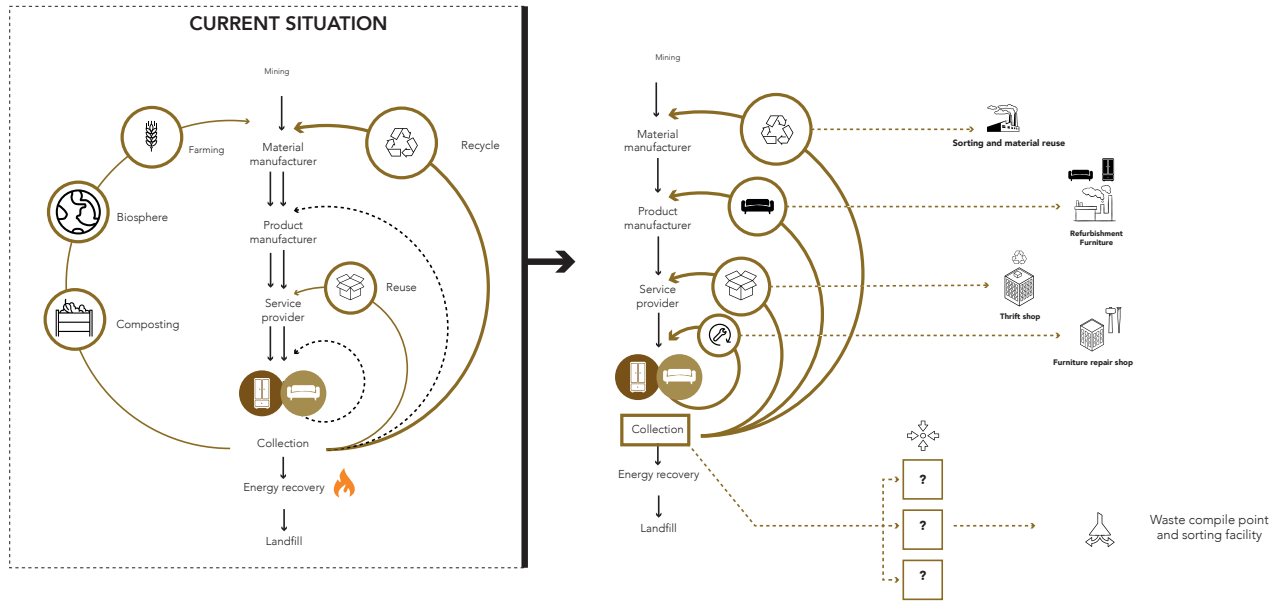 CURRENT SITUATION
Mining
Farming
Material
manufacturer
Recycle
Biosphere
Product
manufacturer
Composting
Service
provider
Reuse
Collection
Energy recovery
Landfill
Mining
Material
manufacturer
Sorting and material reuse
Product
manufacturer
Refurbishment
Furniture
Service
provider
Thrift shop
Furniture repair shop
Collection
Energy recovery
Landfill
?
?
?
Waste compile point
and sorting facility